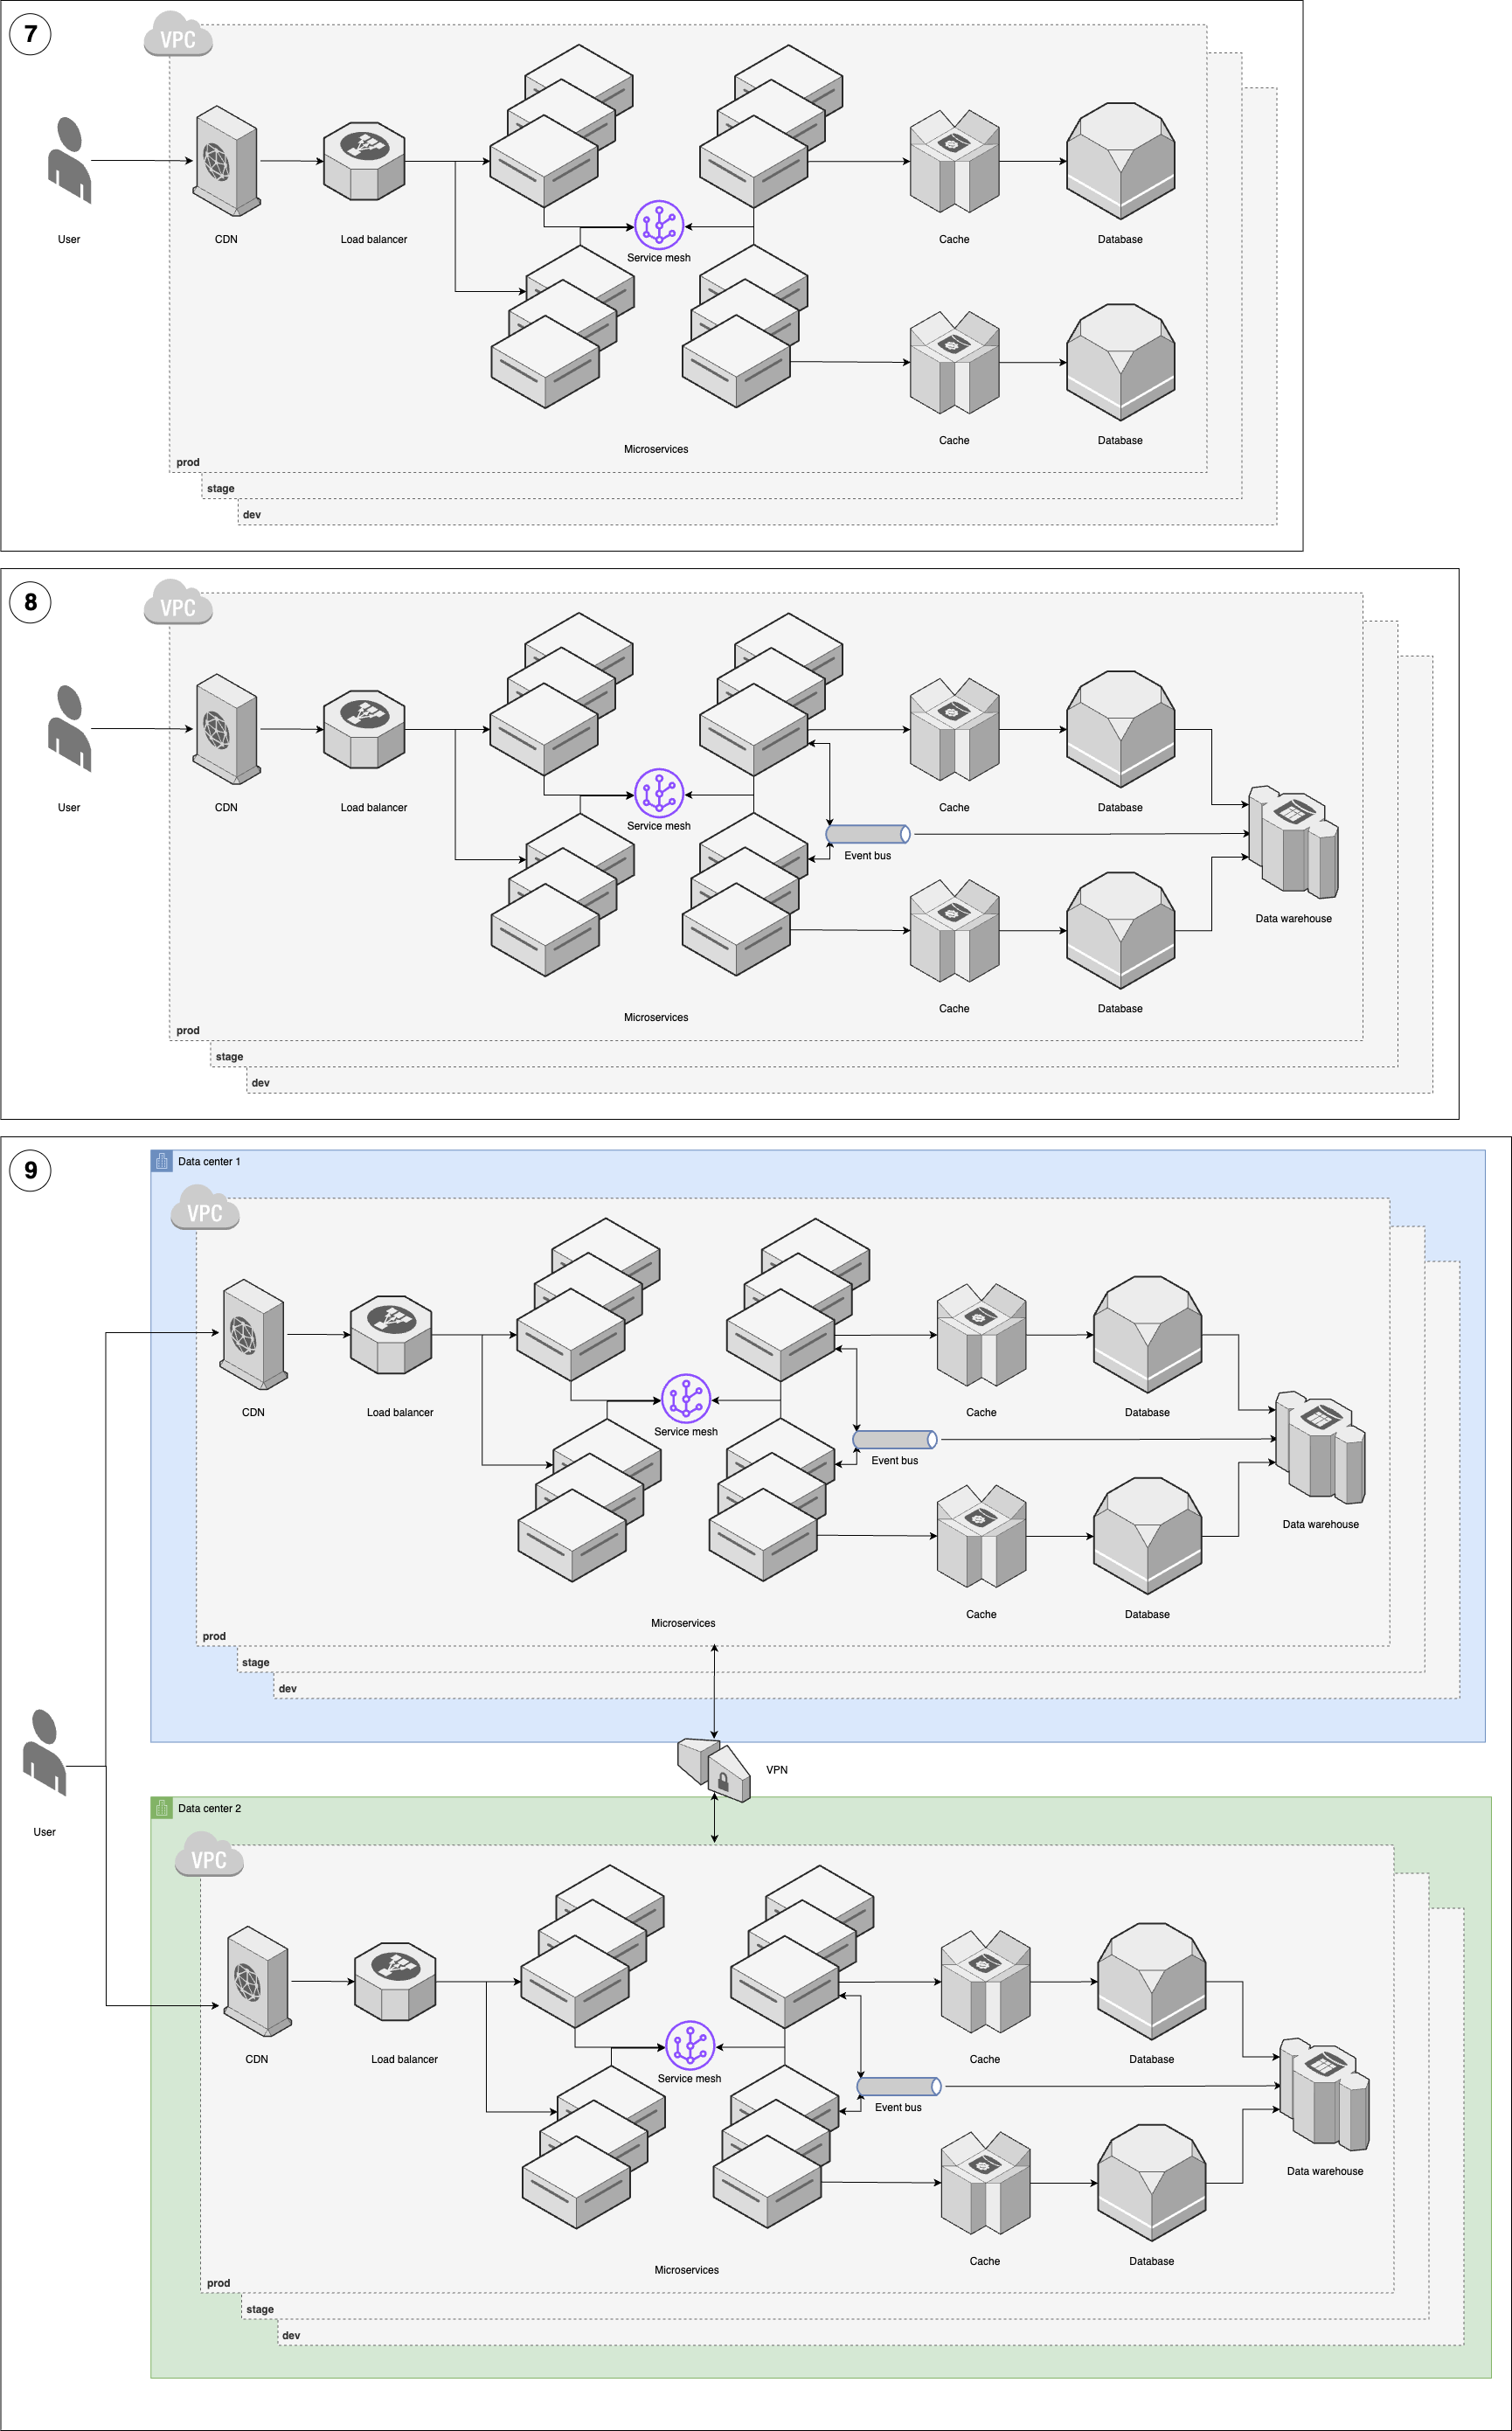 7
VPC
User
CDN
Load balancer
Service mesh
Cache
Database
Cache
Database
Microservices
prod
stage
dev
8
VPC
User
CDN
Load balancer
Service mesh
Cache
Database
Event bus
Data warehouse
Cache
Database
Microservices
prod
stage
dev
9
Data center 1
VPC
CDN
Load balancer
Service mesh
Cache
Database
Event bus
Data warehouse
Cache
Database
Microservices
prod
stage
dev
VPN
User
Data center 2
VPC
CDN
Load balancer
Service mesh
Cache
Database
Event bus
Data warehouse
Cache
Database
Microservices
prod
stage
dev